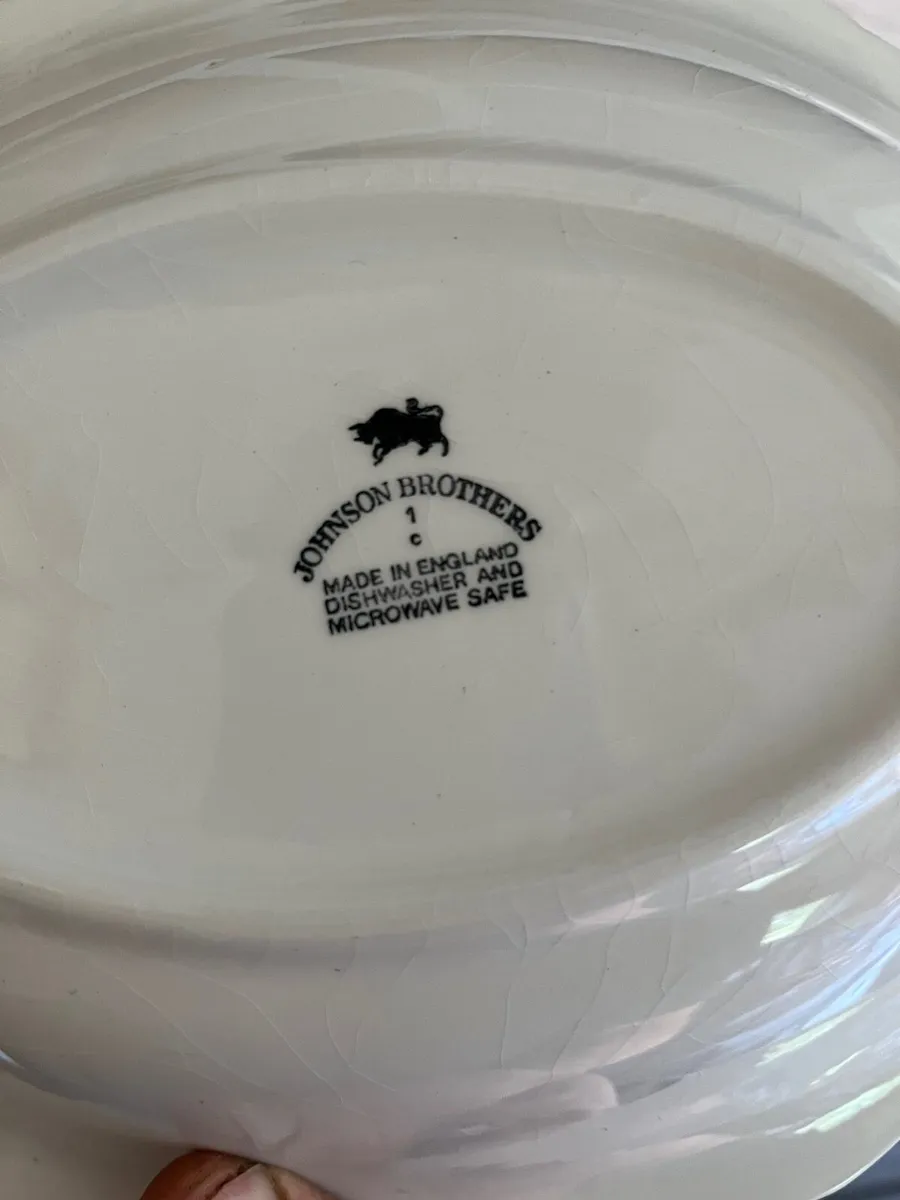 JOHNSON BROTHERS
1
c
MADE IN ENGLAND
DISHWASHER AND
MICROWAVE SAFE